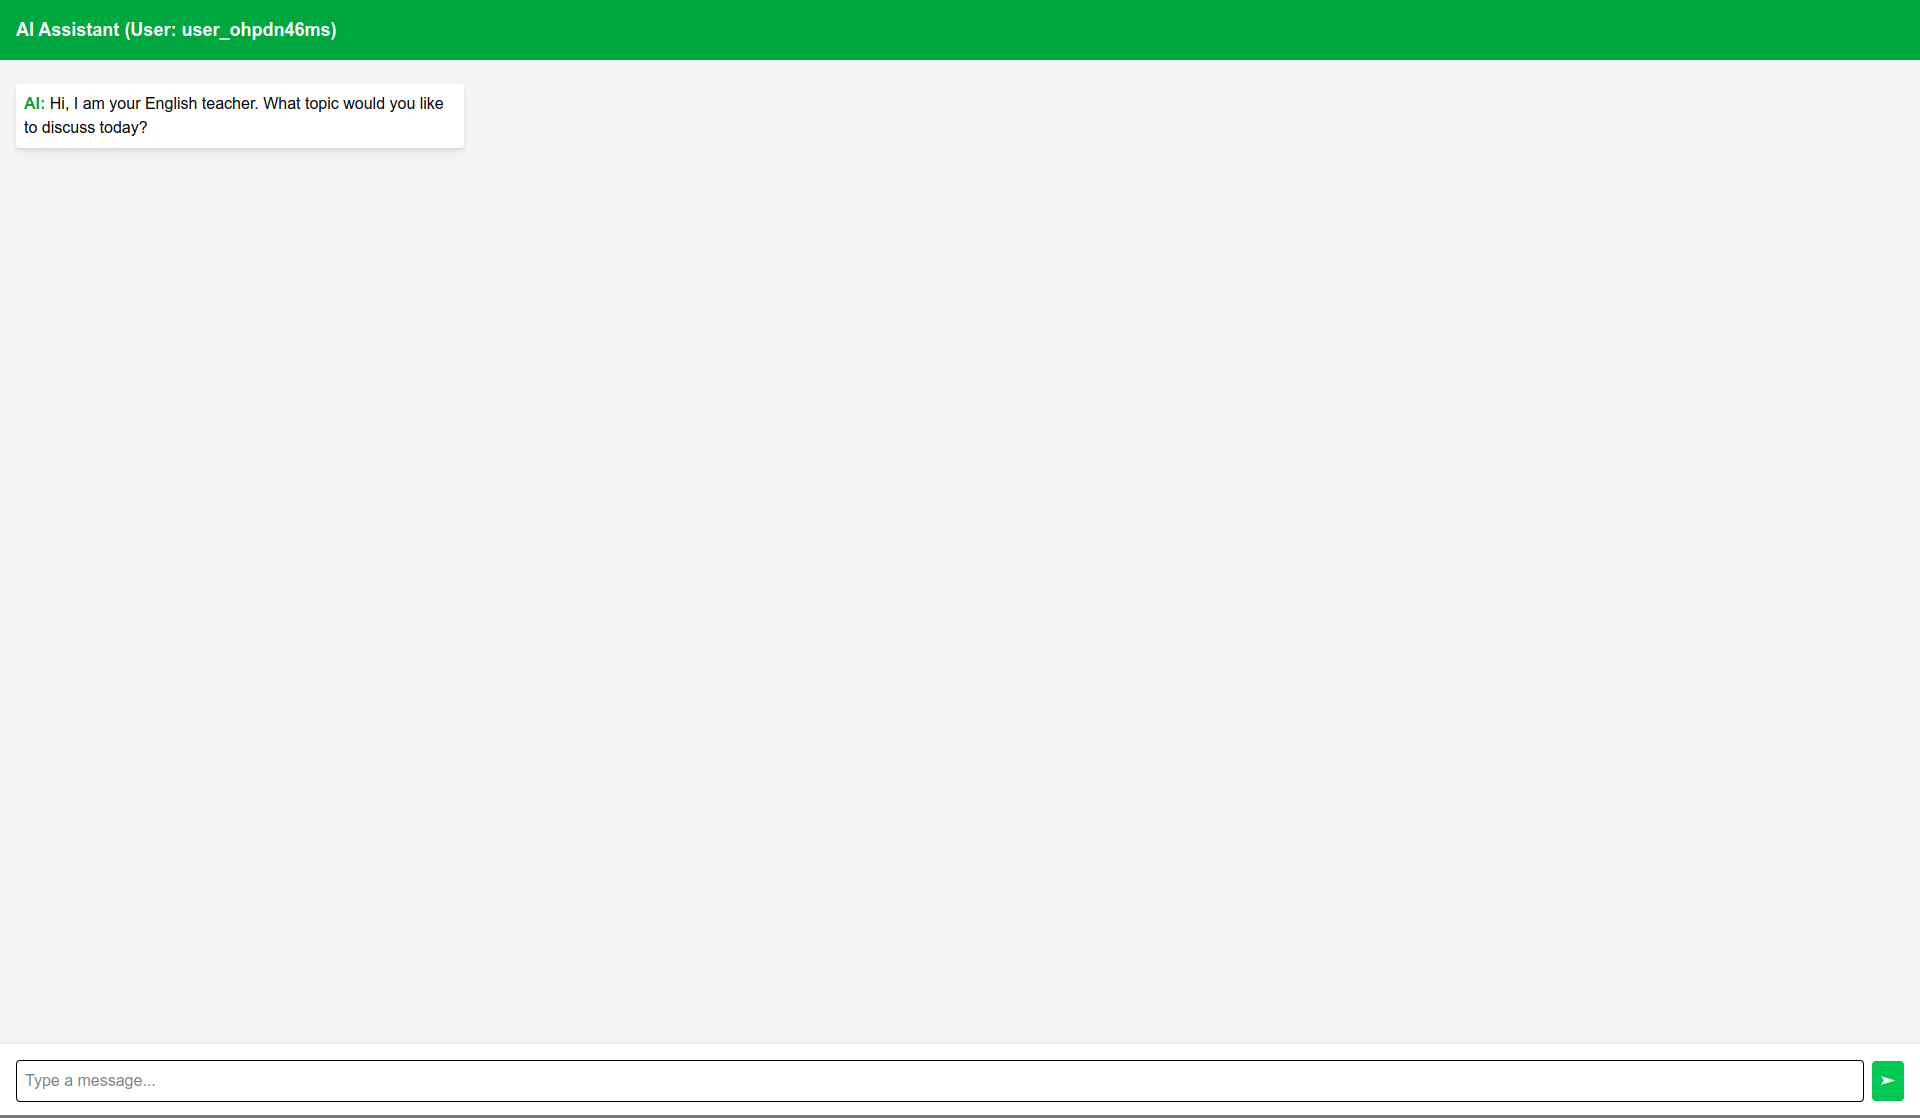 AI Assistant (User: user_ohpdn46ms)
AI: Hi, I am your English teacher. What topic would you like
to discuss today?
Type a message...